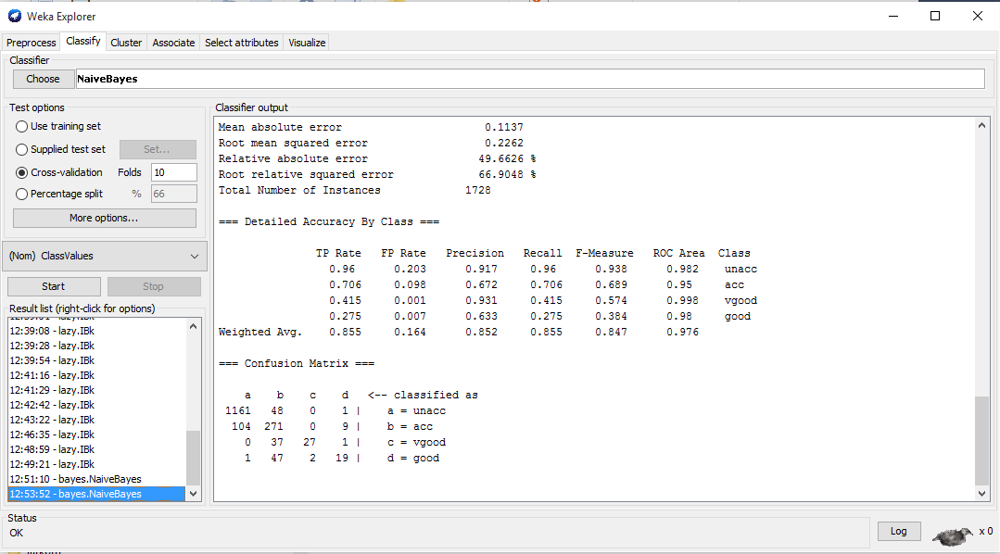 Weka Explorer
Preprocess Classify Cluster Associate Select attributes Visualize
Classifier
Choose NaiveBayes
Test options
Use training set
Supplied test set Set...
Cross-validation Folds 10
Percentage split % 66
More options...
(Nom) ClassValues
Start Stop
Result list (right-click for options)
12:39:08 - lazy.IBk
12:39:28 - lazy.IBk
12:39:54 - lazy.IBk
12:41:16 - lazy.IBk
12:41:29 - lazy.IBk
12:42:42 - lazy.IBk
12:43:22 - lazy.IBk
12:46:35 - lazy.IBk
12:48:59 - lazy.IBk
12:49:21 - lazy.IBk
12:51:10 - bayes.NaiveBayes
12:53:52 - bayes.NaiveBayes
Classifier output
Mean absolute error 0.1137
Root mean squared error 0.2262
Relative absolute error 49.6626 %
Root relative squared error 66.9048 %
Total Number of Instances 1728
=== Detailed Accuracy By Class ===
TP Rate FP Rate Precision Recall F-Measure ROC Area Class
0.96 0.203 0.917 0.96 0.938 0.982 unacc
0.706 0.098 0.672 0.706 0.689 0.95 acc
0.415 0.001 0.931 0.415 0.574 0.998 vgood
0.275 0.007 0.633 0.275 0.384 0.98 good
Weighted Avg. 0.855 0.164 0.852 0.855 0.847 0.976
=== Confusion Matrix ===
a b c d <-- classified as
1161 48 0 1 | a = unacc
104 271 0 9 | b = acc
0 37 27 1 | c = vgood
1 47 2 19 | d = good
Status
OK
Log x 0